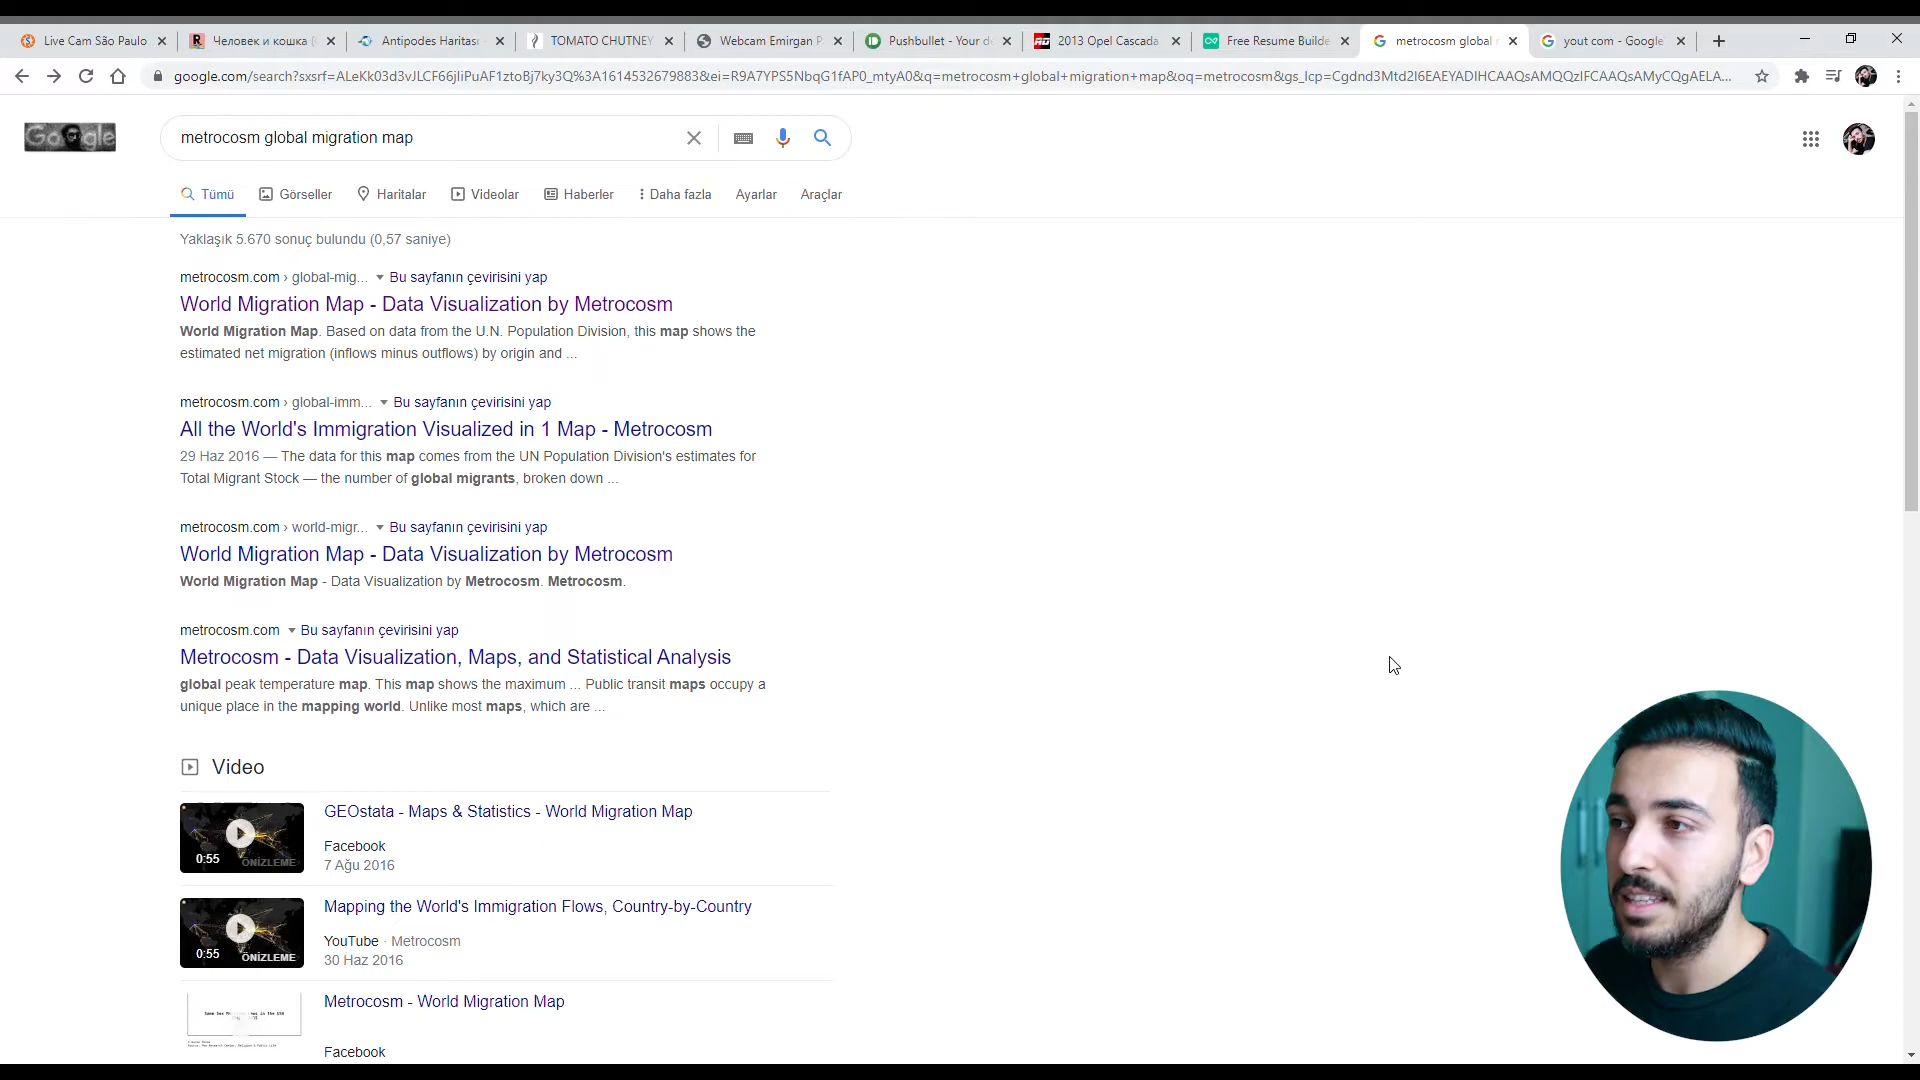 Live Cam São Paulo
Человек и кошка (
Antipodes Haritas
TOMATO CHUTNEY
Webcam Emirgan P
Pushbullet - Your d
2013 Opel Cascada
Free Resume Builde
metrocosm global
yout com - Google
google.com/search?sxsrf=ALeKk03d3vJLCF66jIiPuAF1ztoBj7ky3Q%3A1614532679883&ei=R9A7YPS5NbqG1fAP0_mtyA0&q=metrocosm+global+migration+map&oq=metrocosm&gs_lcp=Cgdnd3Mtd2l6EAEYADIHCAAQsAMQQzIFCAAQsAMyCQgAELA...
Google
metrocosm global migration map
Tümü
Görseller
Haritalar
Videolar
Haberler
Daha fazla
Ayarlar
Araçlar
Yaklaşık 5.670 sonuç bulundu (0,57 saniye)
metrocosm.com › global-mig... Bu sayfanın çevirisini yap
World Migration Map - Data Visualization by Metrocosm
World Migration Map. Based on data from the U.N. Population Division, this map shows the
estimated net migration (inflows minus outflows) by origin and ...
metrocosm.com › global-imm... Bu sayfanın çevirisini yap
All the World's Immigration Visualized in 1 Map - Metrocosm
29 Haz 2016 — The data for this map comes from the UN Population Division's estimates for
Total Migrant Stock — the number of global migrants, broken down ...
metrocosm.com › world-migr... Bu sayfanın çevirisini yap
World Migration Map - Data Visualization by Metrocosm
World Migration Map - Data Visualization by Metrocosm. Metrocosm.
metrocosm.com Bu sayfanın çevirisini yap
Metrocosm - Data Visualization, Maps, and Statistical Analysis
global peak temperature map. This map shows the maximum ... Public transit maps occupy a
unique place in the mapping world. Unlike most maps, which are ...
Video
0:55 ÖNİZLEME
GEOstata - Maps & Statistics - World Migration Map
Facebook
7 Ağu 2016
0:55 ÖNİZLEME
Mapping the World's Immigration Flows, Country-by-Country
YouTube · Metrocosm
30 Haz 2016
Metrocosm - World Migration Map
Facebook